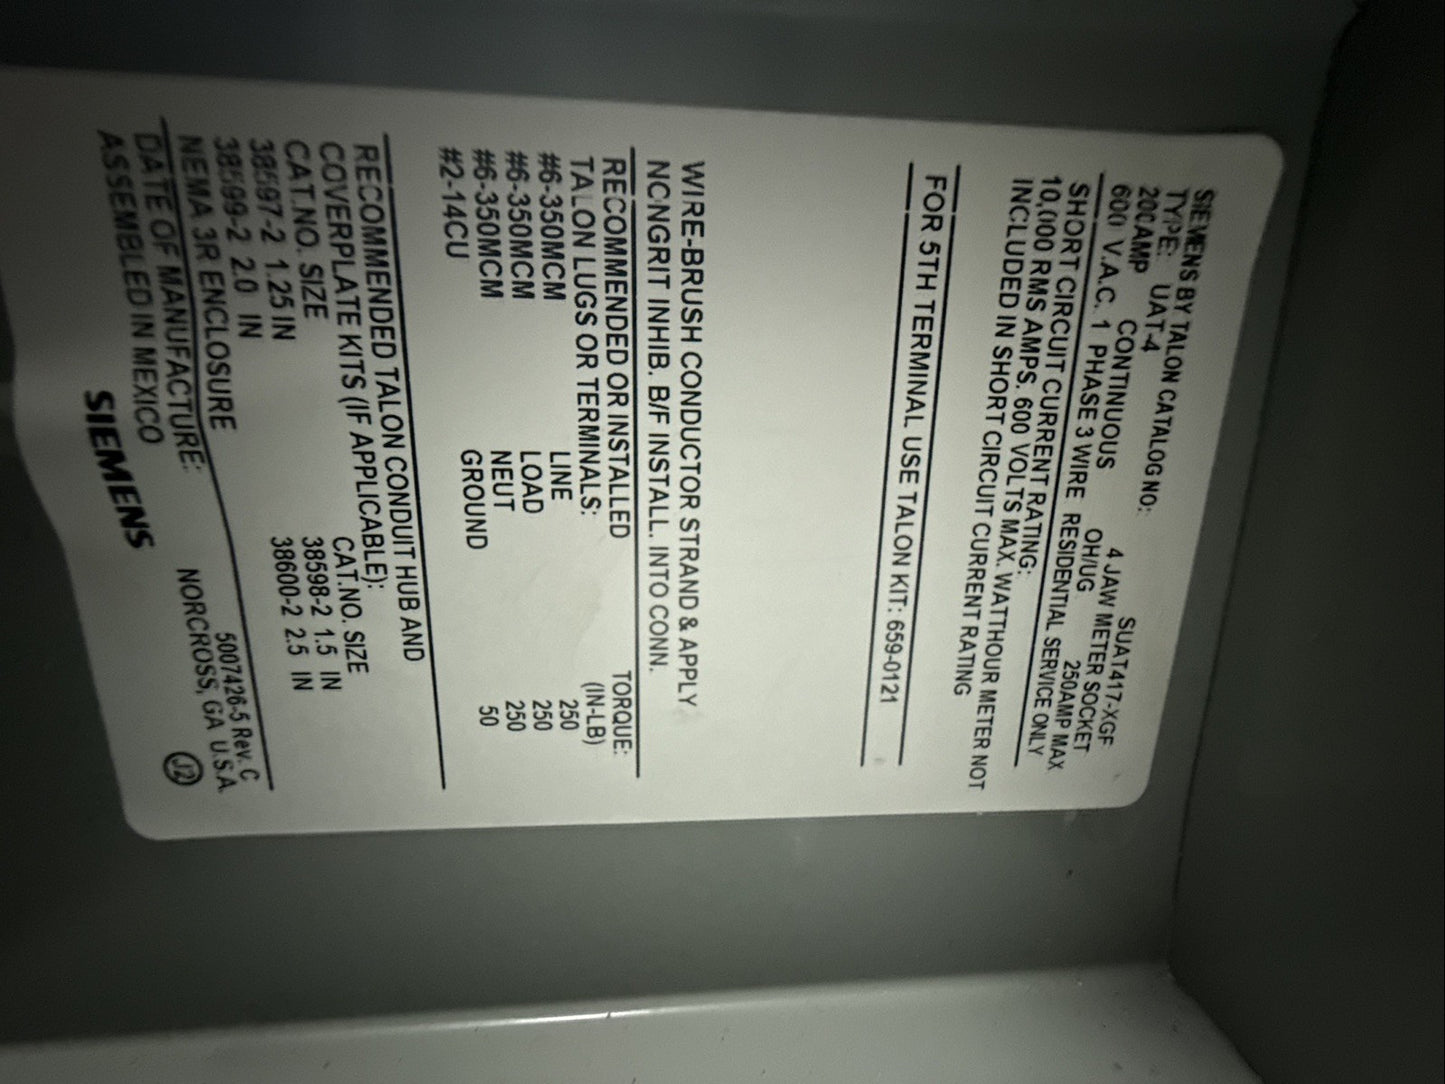 SIEMENS BY TALON CATALOG NO: SUAT417-XGF
TYPE: UAT-4 4 JAW METER SOCKET
200AMP CONTINUOUS OH/UG 250AMP MAX
600 V.A.C. 1 PHASE 3 WIRE RESIDENTIAL SERVICE ONLY
SHORT CIRCUIT CURRENT RATING:
10,000 RMS AMPS. 600 VOLTS MAX. WATTHOUR METER NOT
INCLUDED IN SHORT CIRCUIT CURRENT RATING
FOR 5TH TERMINAL USE TALON KIT: 659-0121
WIRE-BRUSH CONDUCTOR STRAND & APPLY
NCNGRIT INHIB. B/F INSTALL. INTO CONN.
RECOMMENDED OR INSTALLED TORQUE:
TALON LUGS OR TERMINALS: (IN-LB)
#6-350MCM LINE 250
#6-350MCM LOAD 250
#6-350MCM NEUT 250
#2-14CU GROUND 50
RECOMMENDED TALON CONDUIT HUB AND
COVERPLATE KITS (IF APPLICABLE):
CAT.NO. SIZE CAT.NO. SIZE
38597-2 1.25 IN 38598-2 1.5 IN
38599-2 2.0 IN 38600-2 2.5 IN
NEMA 3R ENCLOSURE
DATE OF MANUFACTURE: 5007426-5 Rev. C
ASSEMBLED IN MEXICO NORCROSS, GA U.S.A
SIEMENS J2